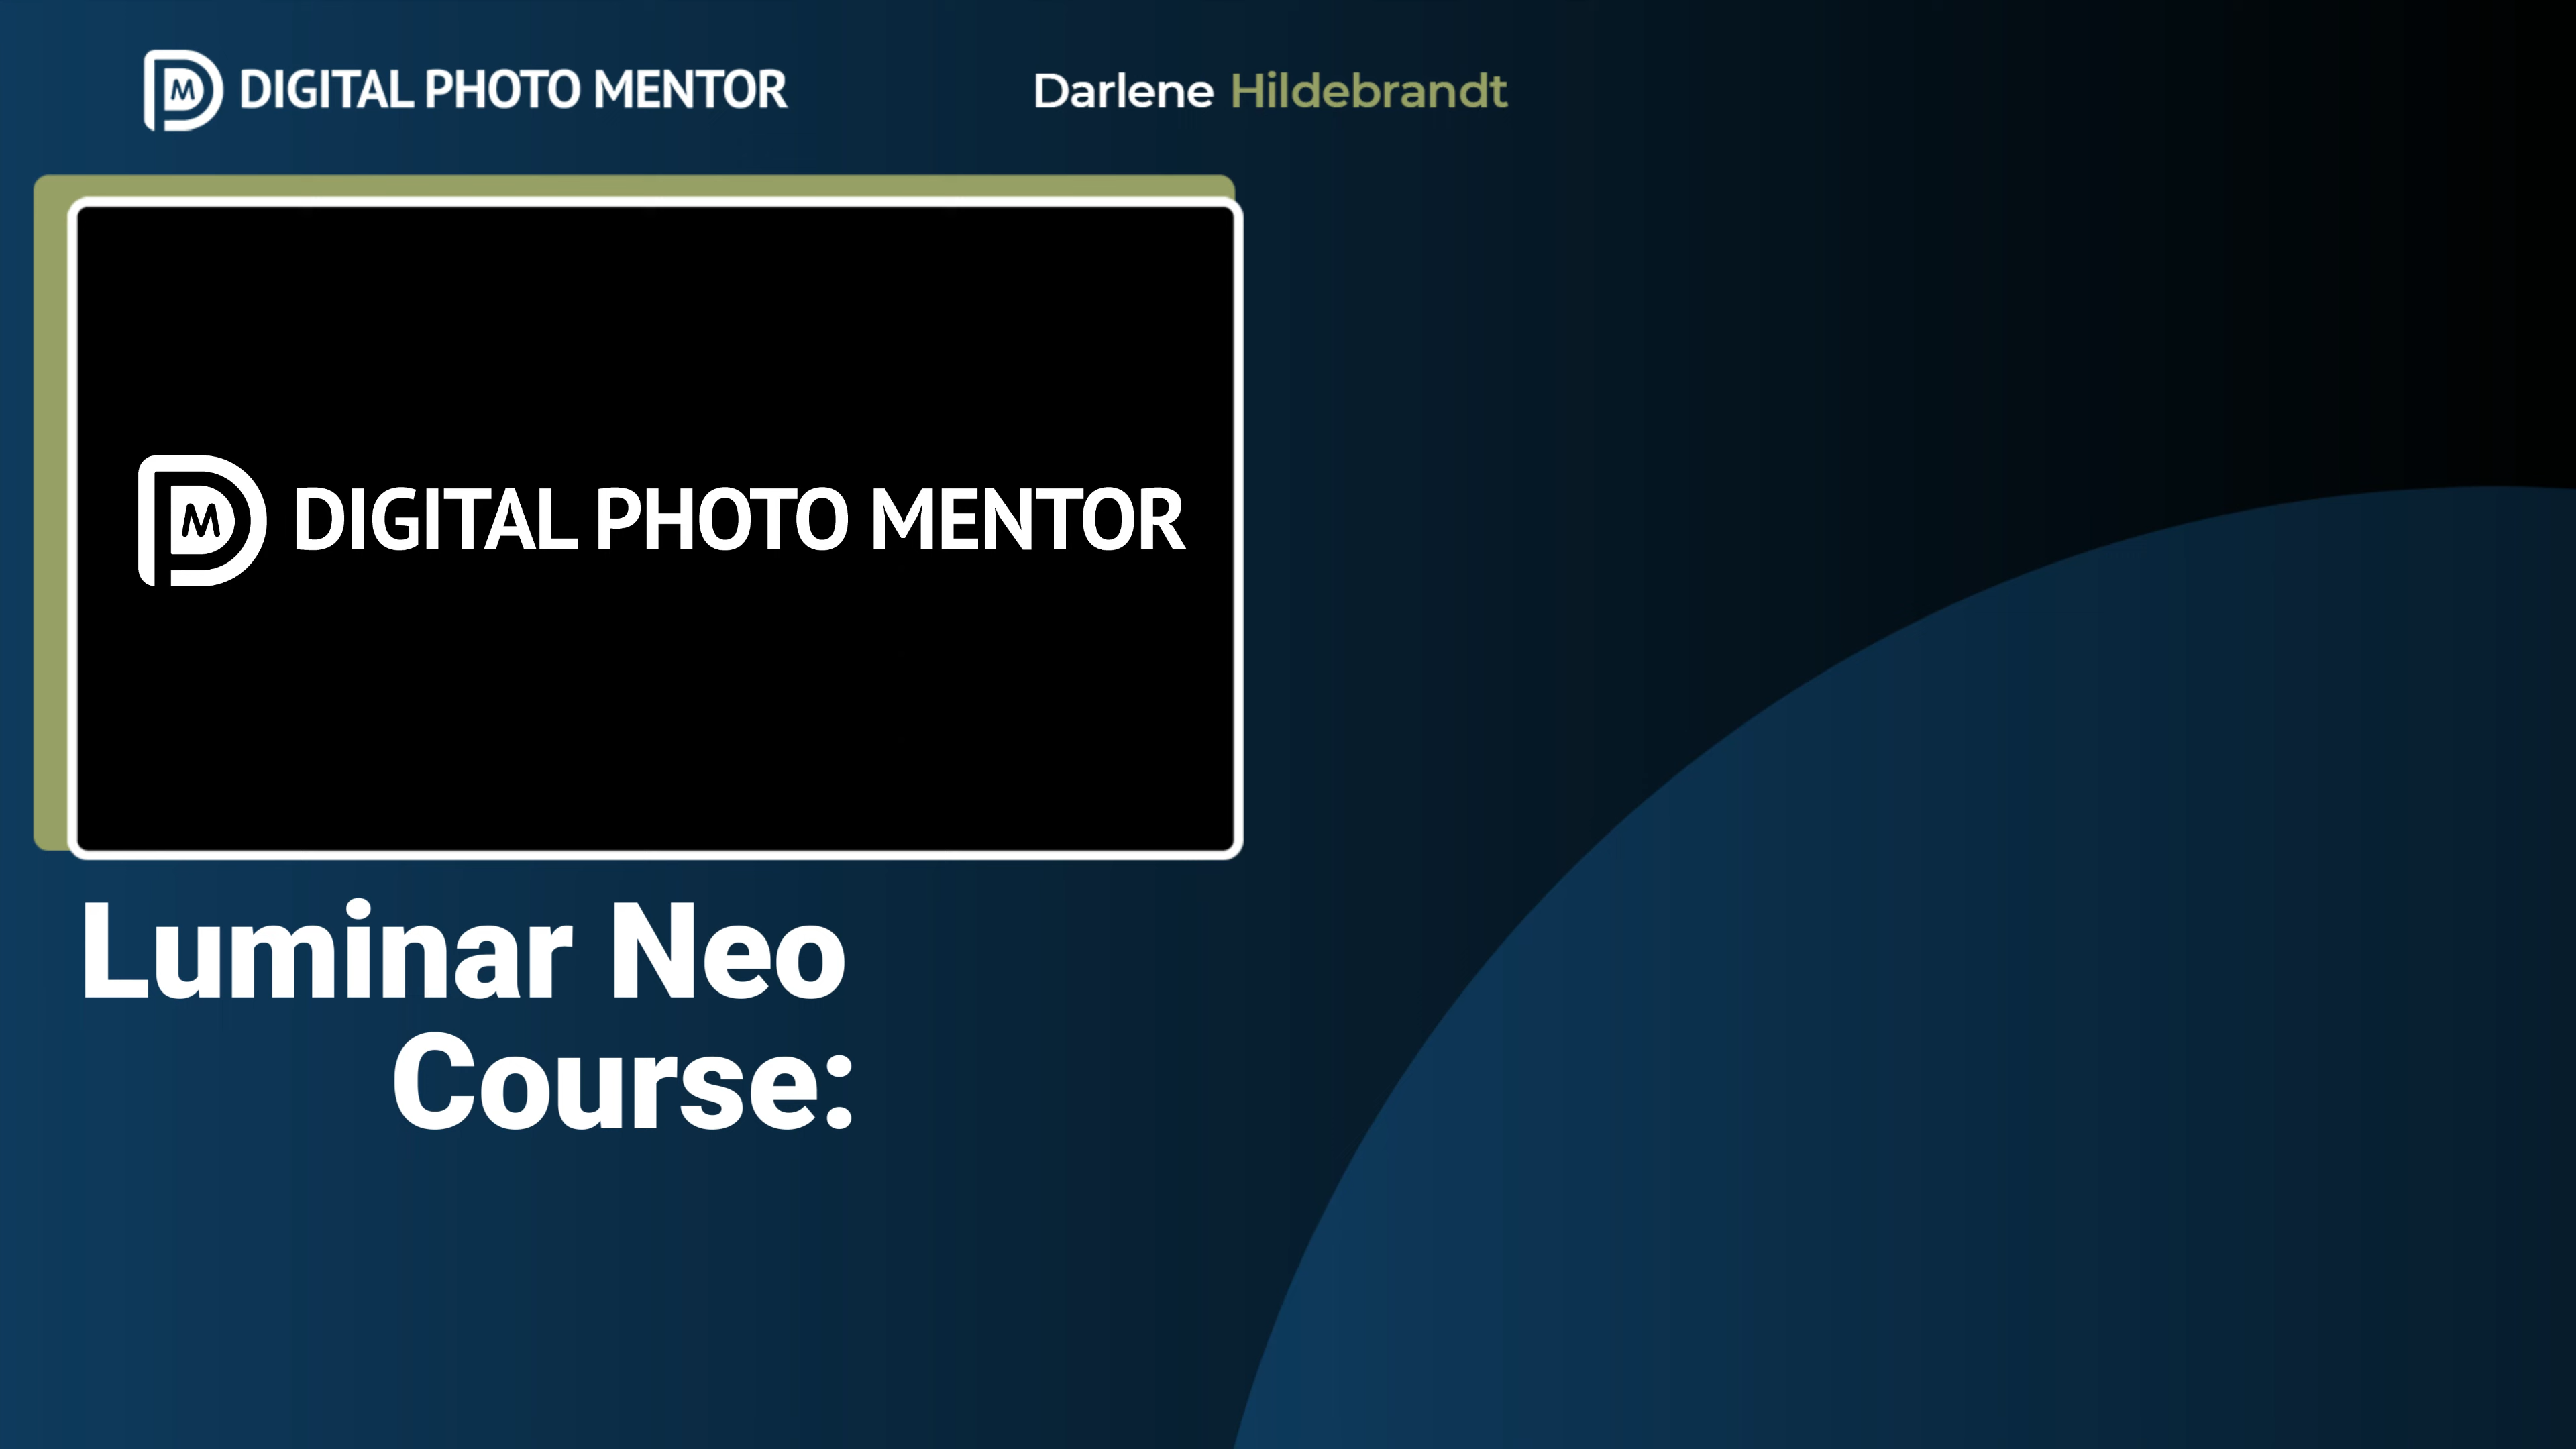 DIGITAL PHOTO MENTOR
Darlene Hildebrandt
M DIGITAL PHOTO MENTOR
Luminar Neo
Course: